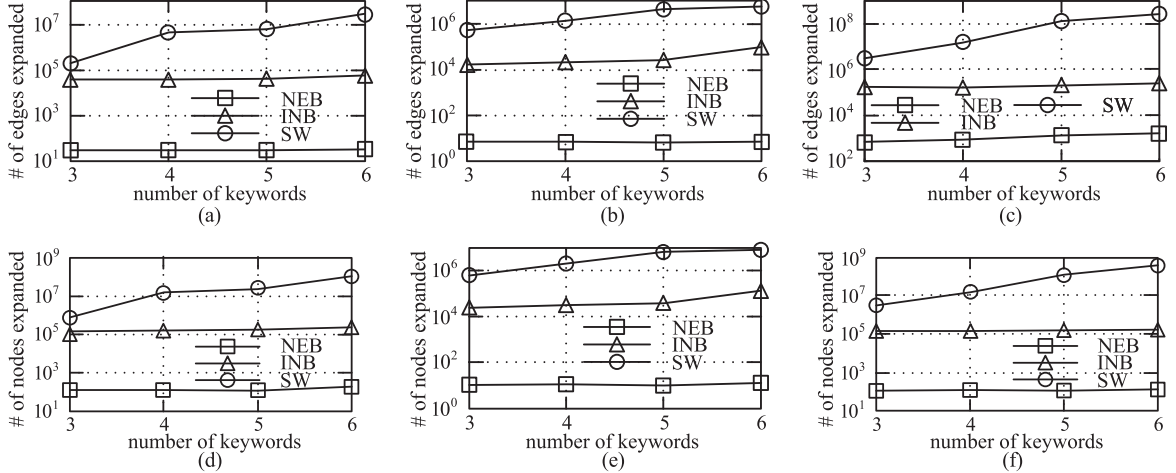 # of edges expanded
10^7
10^5
10^3
10^1
NEB
INB
SW
3 4 5 6
number of keywords
(a)
# of edges expanded
10^6
10^4
10^2
10^0
NEB
INB
SW
3 4 5 6
number of keywords
(b)
# of edges expanded
10^8
10^6
10^4
10^2
NEB SW
INB
3 4 5 6
number of keywords
(c)
# of nodes expanded
10^9
10^7
10^5
10^3
10^1
NEB
INB
SW
3 4 5 6
number of keywords
(d)
# of nodes expanded
10^6
10^4
10^2
10^0
NEB
INB
SW
3 4 5 6
number of keywords
(e)
# of nodes expanded
10^9
10^7
10^5
10^3
10^1
NEB
INB
SW
3 4 5 6
number of keywords
(f)